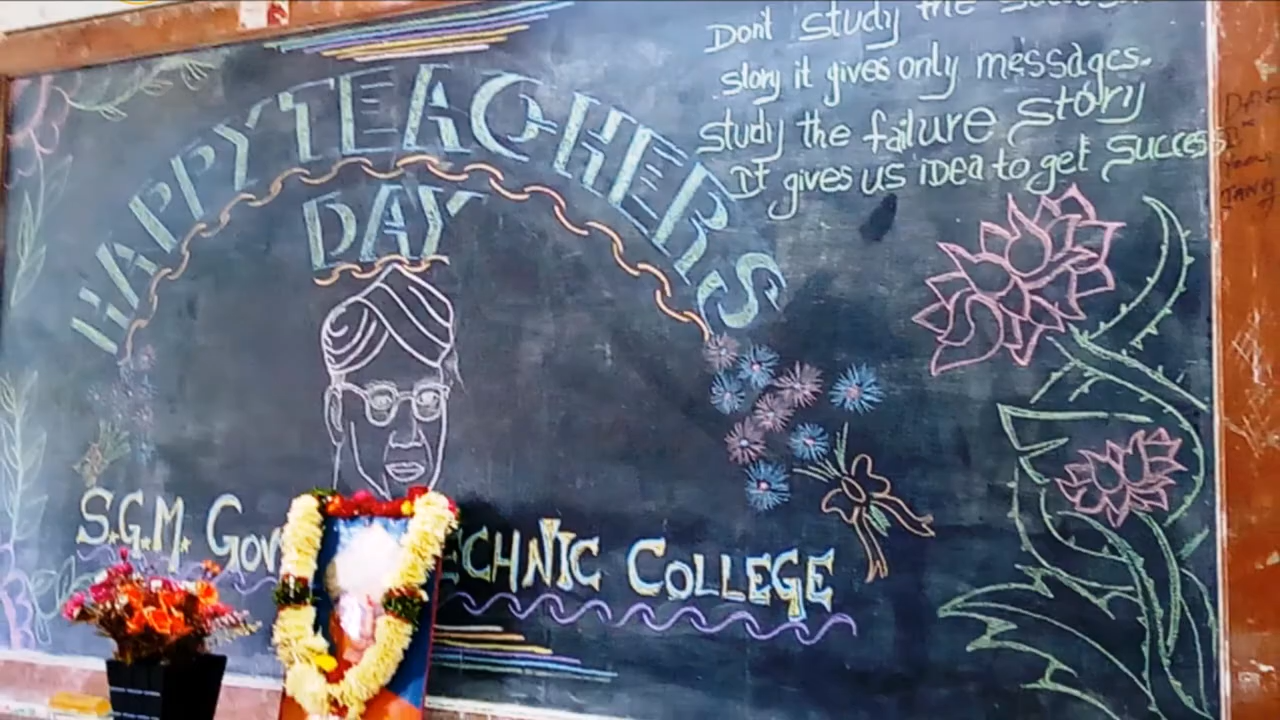 Don't study the
story it gives only messages.
study the failure story
It gives us idea to get success
HAPPY TEACHERS
DAY
S.G.M. GOV ECHNIC COLLEGE